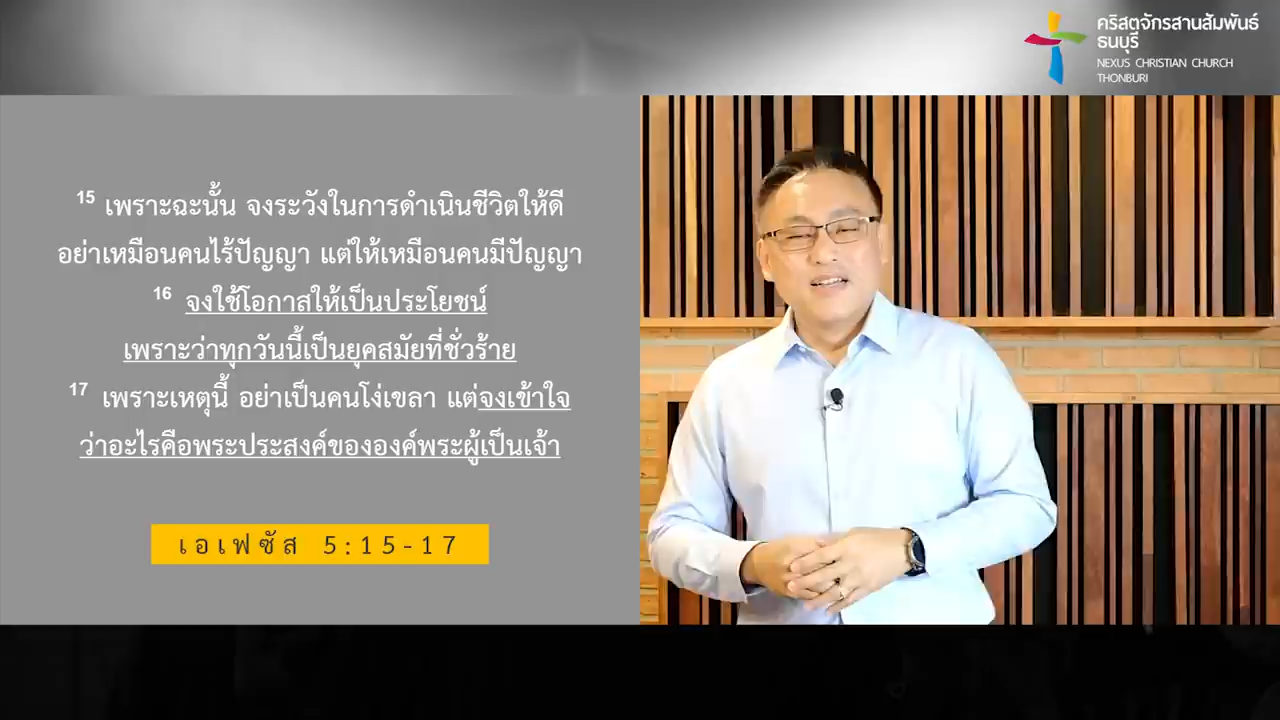 คริสตจักรสานสัมพันธ์
ธนบุรี
NEXUS CHRISTIAN CHURCH
THONBURI
15 เพราะฉะนั้น จงระวังในการดำเนินชีวิตให้ดี
อย่าเหมือนคนไร้ปัญญา แต่ให้เหมือนคนมีปัญญา
16 จงใช้โอกาสให้เป็นประโยชน์
เพราะว่าทุกวันนี้เป็นยุคสมัยที่ชั่วร้าย
17 เพราะเหตุนี้ อย่าเป็นคนโง่เขลา แต่จงเข้าใจ
ว่าอะไรคือพระประสงค์ขององค์พระผู้เป็นเจ้า
เอเฟซัส 5:15-17